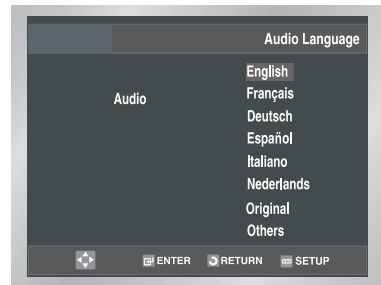 Audio Language
English
Audio Français
Deutsch
Español
Italiano
Nederlands
Original
Others
ENTER RETURN SETUP